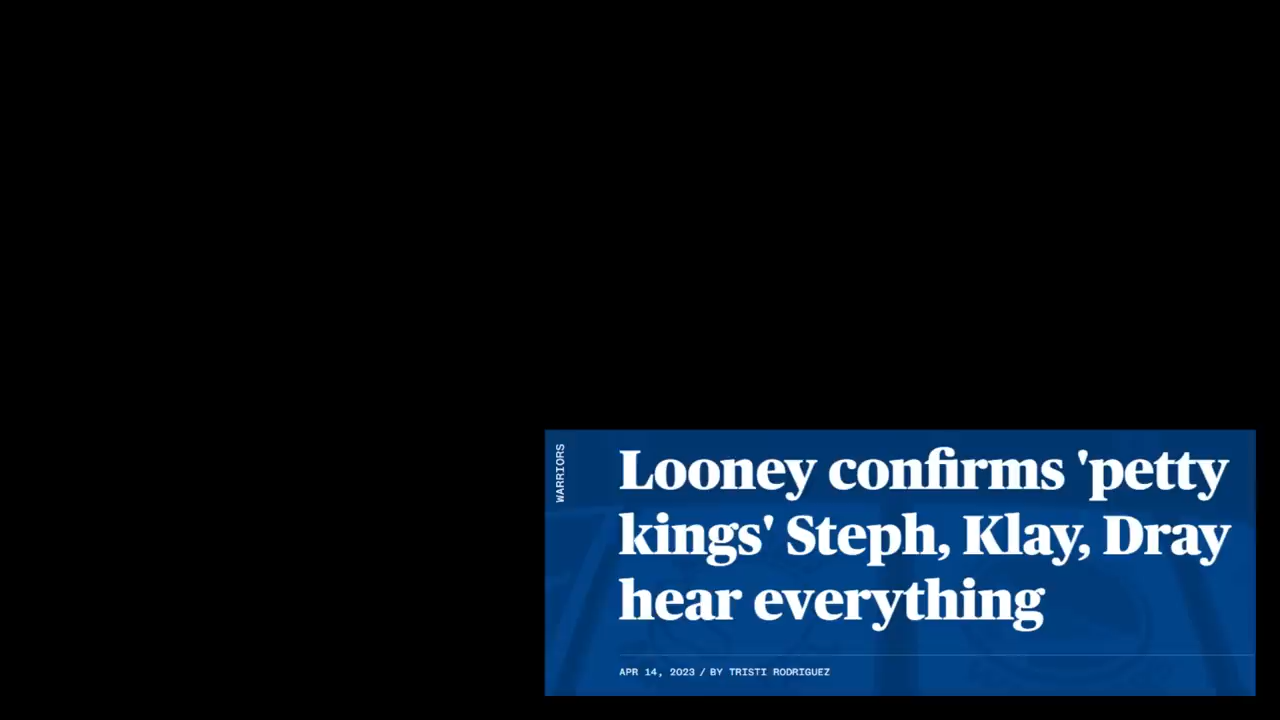 WARRIORS
Looney confirms 'petty
kings' Steph, Klay, Dray
hear everything
APR 14, 2023 / BY TRISTI RODRIGUEZ